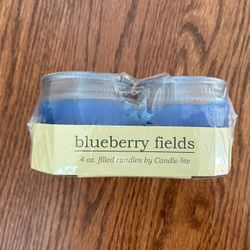 blueberry fields
4 oz. filled candles by Candle-lite